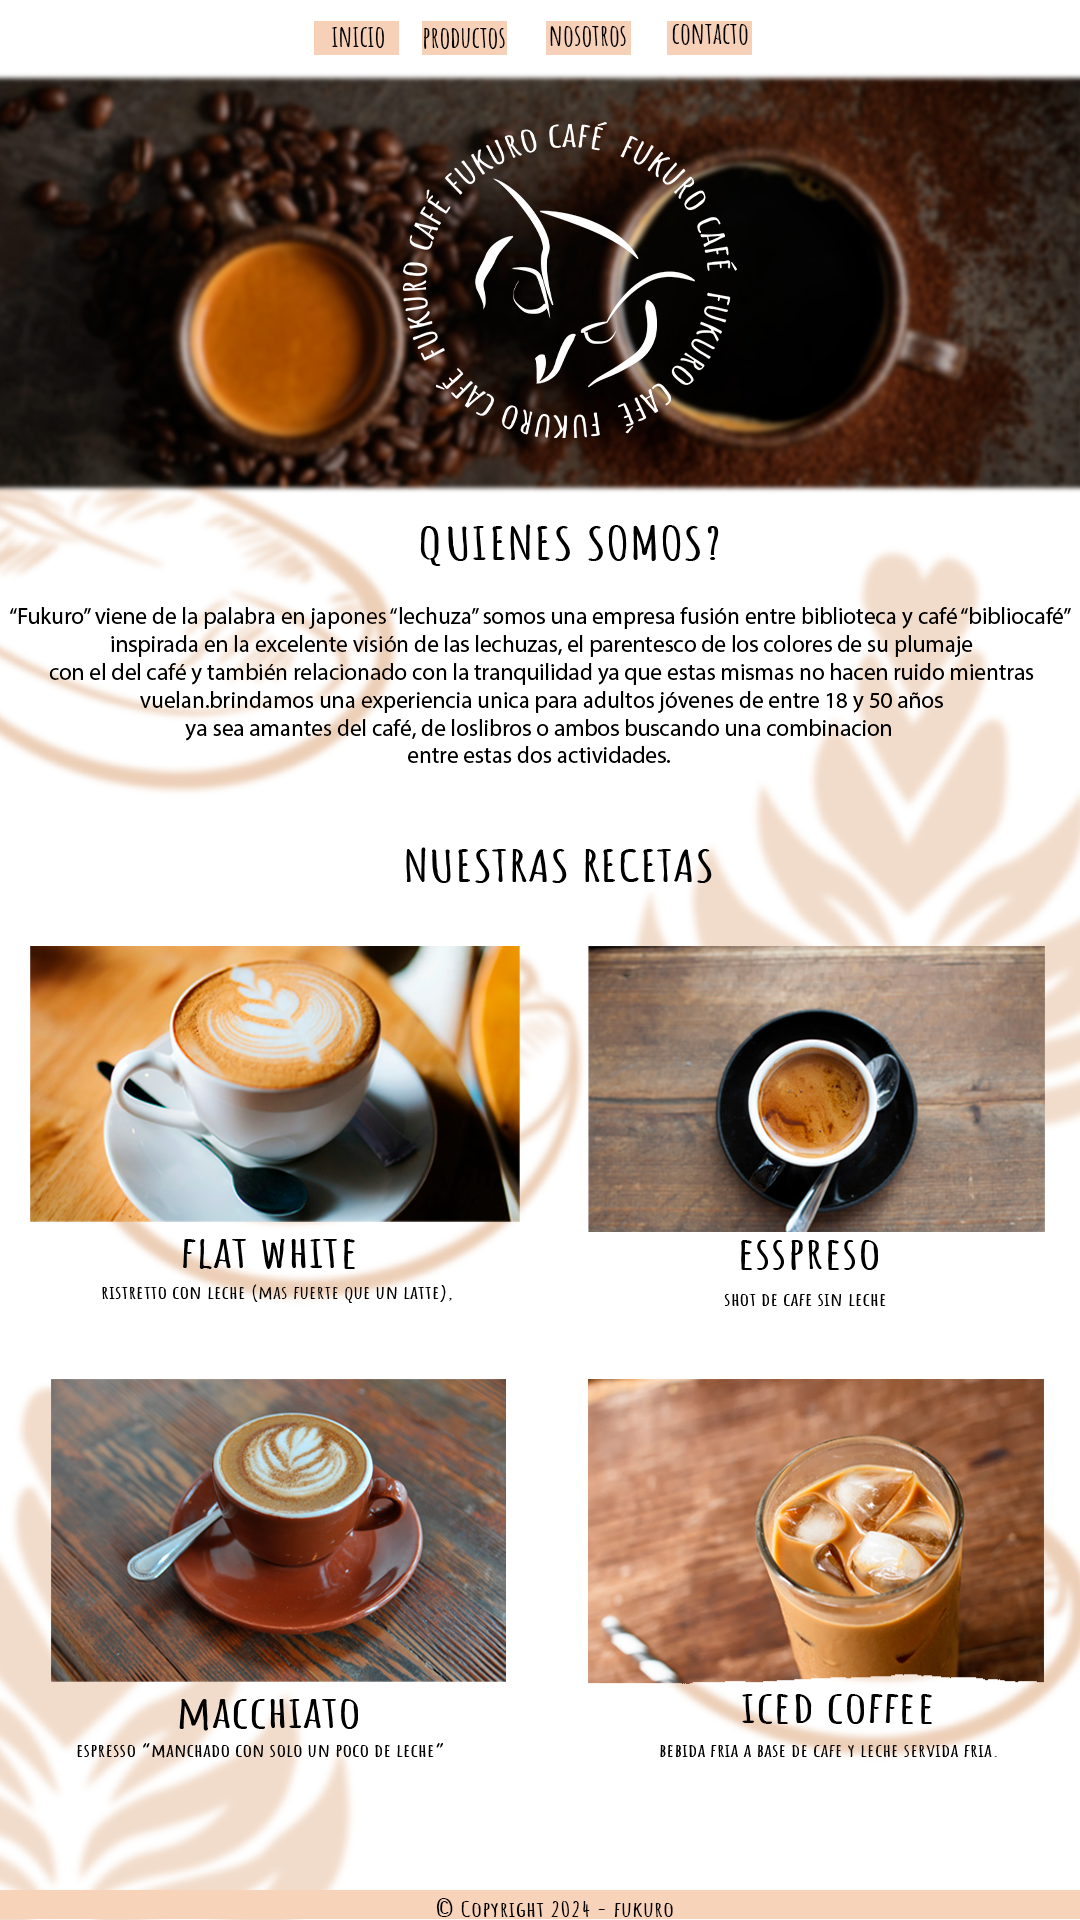 INICIO PRODUCTOS NOSOTROS CONTACTO
FUKURO CAFÉ FUKURO CAFÉ FUKURO CAFÉ FUKURO CAFÉ FUKURO CAFÉ
QUIENES SOMOS?
“Fukuro” viene de la palabra en japones “lechuza” somos una empresa fusión entre biblioteca y café “bibliocafé”
inspirada en la excelente visión de las lechuzas, el parentesco de los colores de su plumaje
con el del café y también relacionado con la tranquilidad ya que estas mismas no hacen ruido mientras
vuelan.brindamos una experiencia unica para adultos jóvenes de entre 18 y 50 años
ya sea amantes del café, de loslibros o ambos buscando una combinacion
entre estas dos actividades.
NUESTRAS RECETAS
FLAT WHITE
RISTRETTO CON LECHE (MAS FUERTE QUE UN LATTE),
ESSPRESO
SHOT DE CAFE SIN LECHE
MACCHIATO
ESPRESSO “MANCHADO CON SOLO UN POCO DE LECHE”
ICED COFFEE
BEBIDA FRIA A BASE DE CAFE Y LECHE SERVIDA FRIA.
© COPYRIGHT 2024 - FUKURO